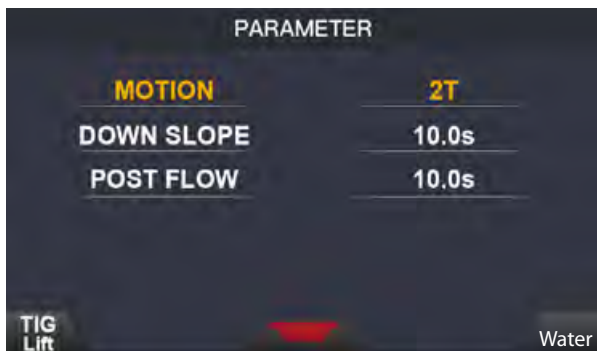 PARAMETER
MOTION 2T
DOWN SLOPE 10.0s
POST FLOW 10.0s
TIG
Lift
Water